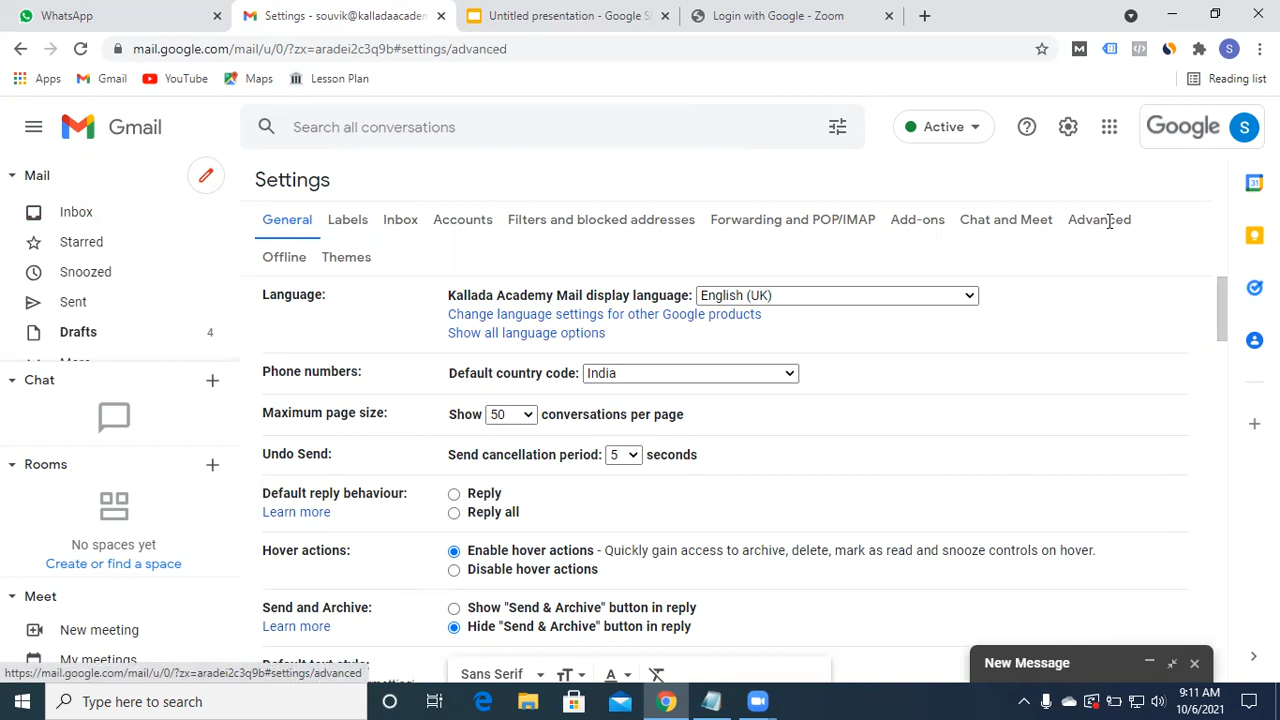 WhatsApp
Settings - souvik@kalladaacaden
Untitled presentation - Google S
Login with Google - Zoom
mail.google.com/mail/u/0/?zx=aradei2c3q9b#settings/advanced
Apps
Gmail
YouTube
Maps
Lesson Plan
Reading list
Gmail
Search all conversations
Active
Google
S
Mail
Inbox
Starred
Snoozed
Sent
Drafts 4
Chat
Rooms
No spaces yet
Create or find a space
Meet
New meeting
My meetings
https://mail.google.com/mail/u/0/?zx=aradei2c3q9b#settings/advanced
Settings
General Labels Inbox Accounts Filters and blocked addresses Forwarding and POP/IMAP Add-ons Chat and Meet Advanced
Offline Themes
Language: Kallada Academy Mail display language: English (UK)
Change language settings for other Google products
Show all language options
Phone numbers: Default country code: India
Maximum page size: Show 50 conversations per page
Undo Send: Send cancellation period: 5 seconds
Default reply behaviour: Reply
Learn more Reply all
Hover actions: Enable hover actions - Quickly gain access to archive, delete, mark as read and snooze controls on hover.
Disable hover actions
Send and Archive: Show "Send & Archive" button in reply
Learn more Hide "Send & Archive" button in reply
Default text style:
Sans Serif
New Message
Type here to search
9:11 AM
10/6/2021